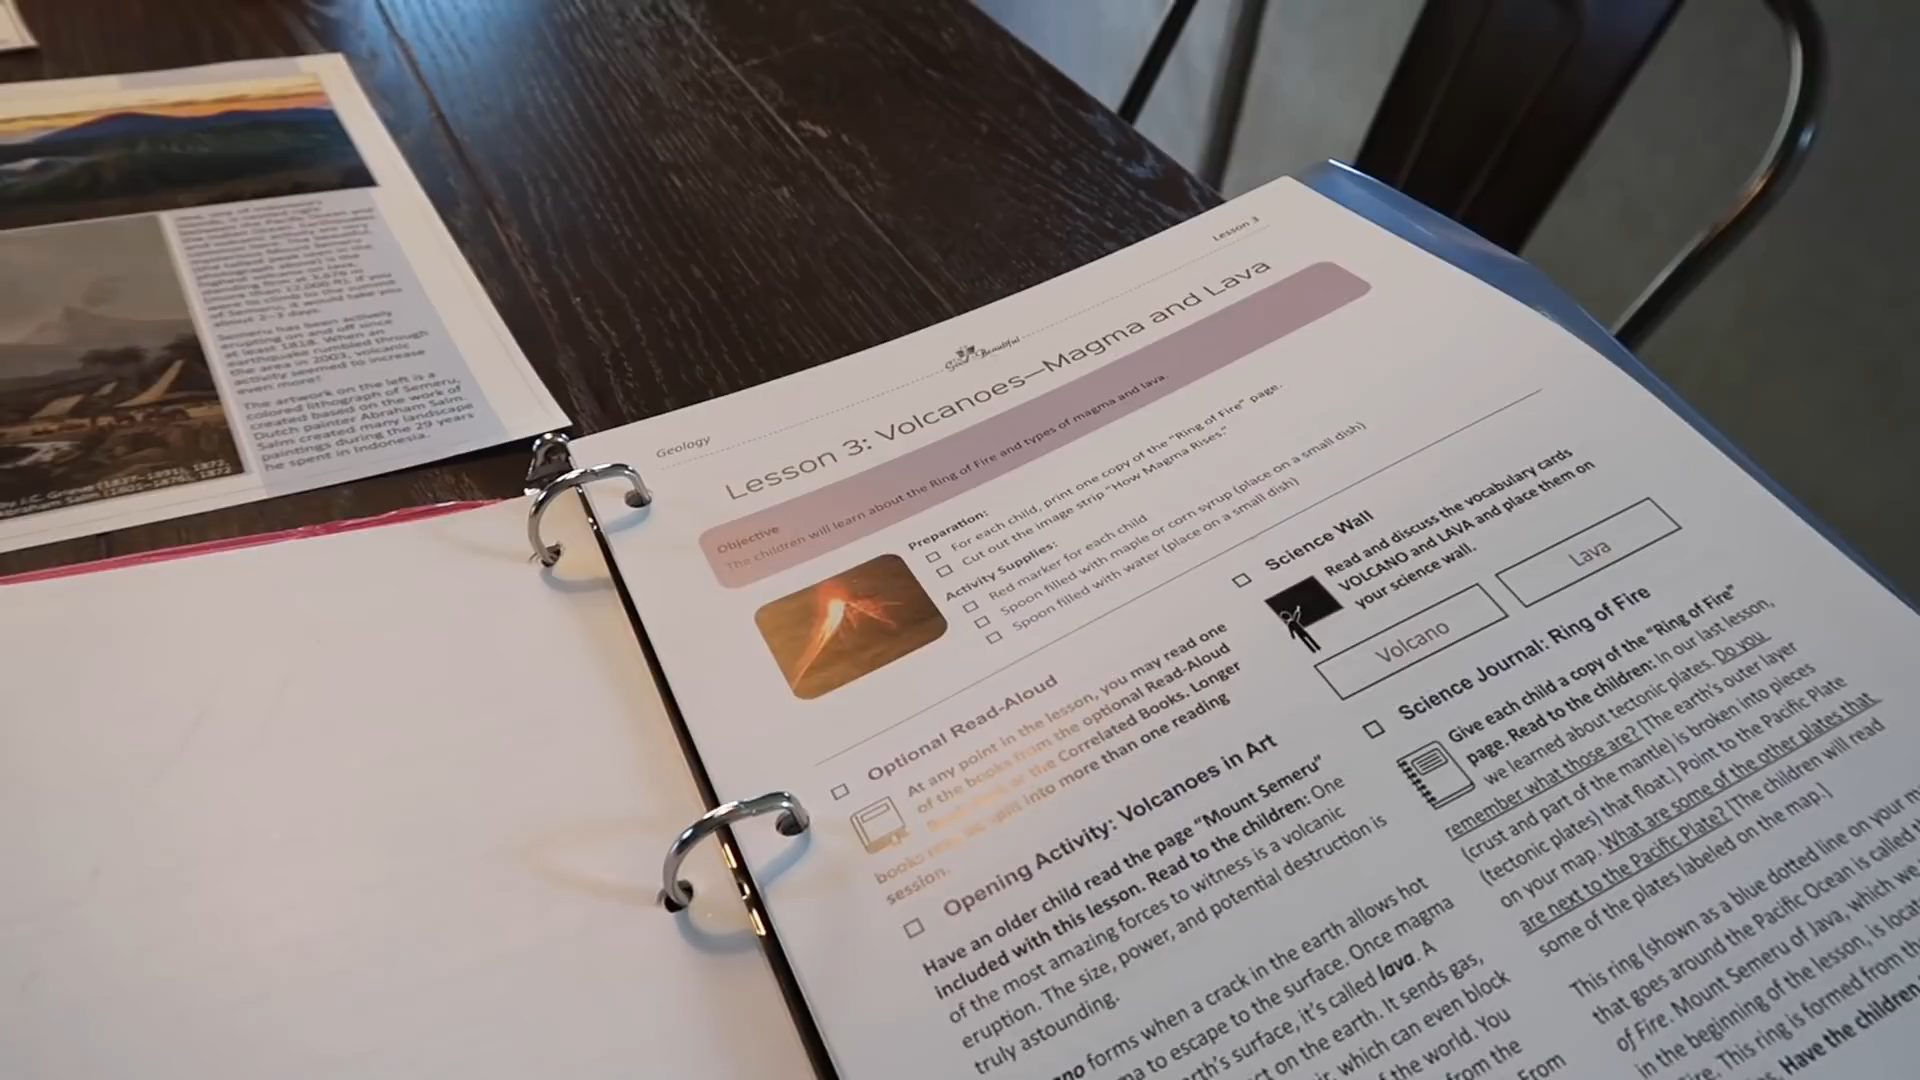 erupting on and off since
at least 1818. When an
earthquake rumbled through
the area in 2003, volcanic
activity seemed to increase
even more!
The artwork on the left is a
colored lithograph of Semeru,
created based on the work of
Dutch painter Abraham Salm.
Salm created many landscape
paintings during the 29 years
he spent in Indonesia.
Geology
Good Beautiful
Lesson 3
Lesson 3: Volcanoes—Magma and Lava
Objective
The children will learn about the Ring of Fire and types of magma and lava.
Preparation:
For each child, print one copy of the "Ring of Fire" page.
Cut out the image strip "How Magma Rises."
Activity Supplies:
Red marker for each child
Spoon filled with maple or corn syrup (place on a small dish)
Spoon filled with water (place on a small dish)
Optional Read-Aloud
At any point in the lesson, you may read one
of the books from the optional Read-Aloud
or the Correlated Books. Longer
books may be split into more than one reading
session.
Opening Activity: Volcanoes in Art
Have an older child read the page "Mount Semeru"
included with this lesson. Read to the children: One
of the most amazing forces to witness is a volcanic
eruption. The size, power, and potential destruction is
truly astounding.
forms when a crack in the earth allows hot
to escape to the surface. Once magma
surface, it's called lava. A
on the earth. It sends gas,
which can even block
of the world. You
from the
From
Science Wall
Read and discuss the vocabulary cards
VOLCANO and LAVA and place them on
your science wall.
Volcano
Lava
Science Journal: Ring of Fire
Give each child a copy of the "Ring of Fire"
page. Read to the children: In our last lesson,
we learned about tectonic plates. Do you
remember what those are? [The earth's outer layer
(crust and part of the mantle) is broken into pieces
(tectonic plates) that float.] Point to the Pacific Plate
on your map. What are some of the other plates that
are next to the Pacific Plate? [The children will read
some of the plates labeled on the map.]
This ring (shown as a blue dotted line on your
that goes around the Pacific Ocean is called
of Fire. Mount Semeru of Java, which we
in the beginning of the lesson, is
This ring is formed from
Have the children